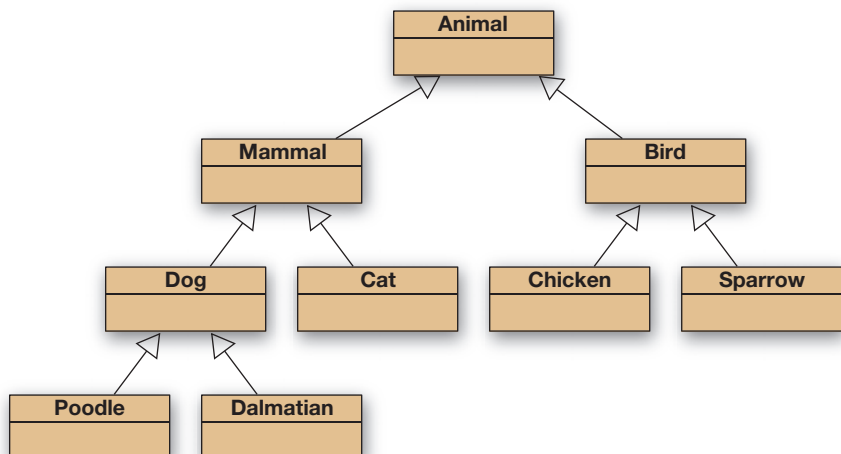 Animal
Mammal
Bird
Dog
Cat
Chicken
Sparrow
Poodle
Dalmatian